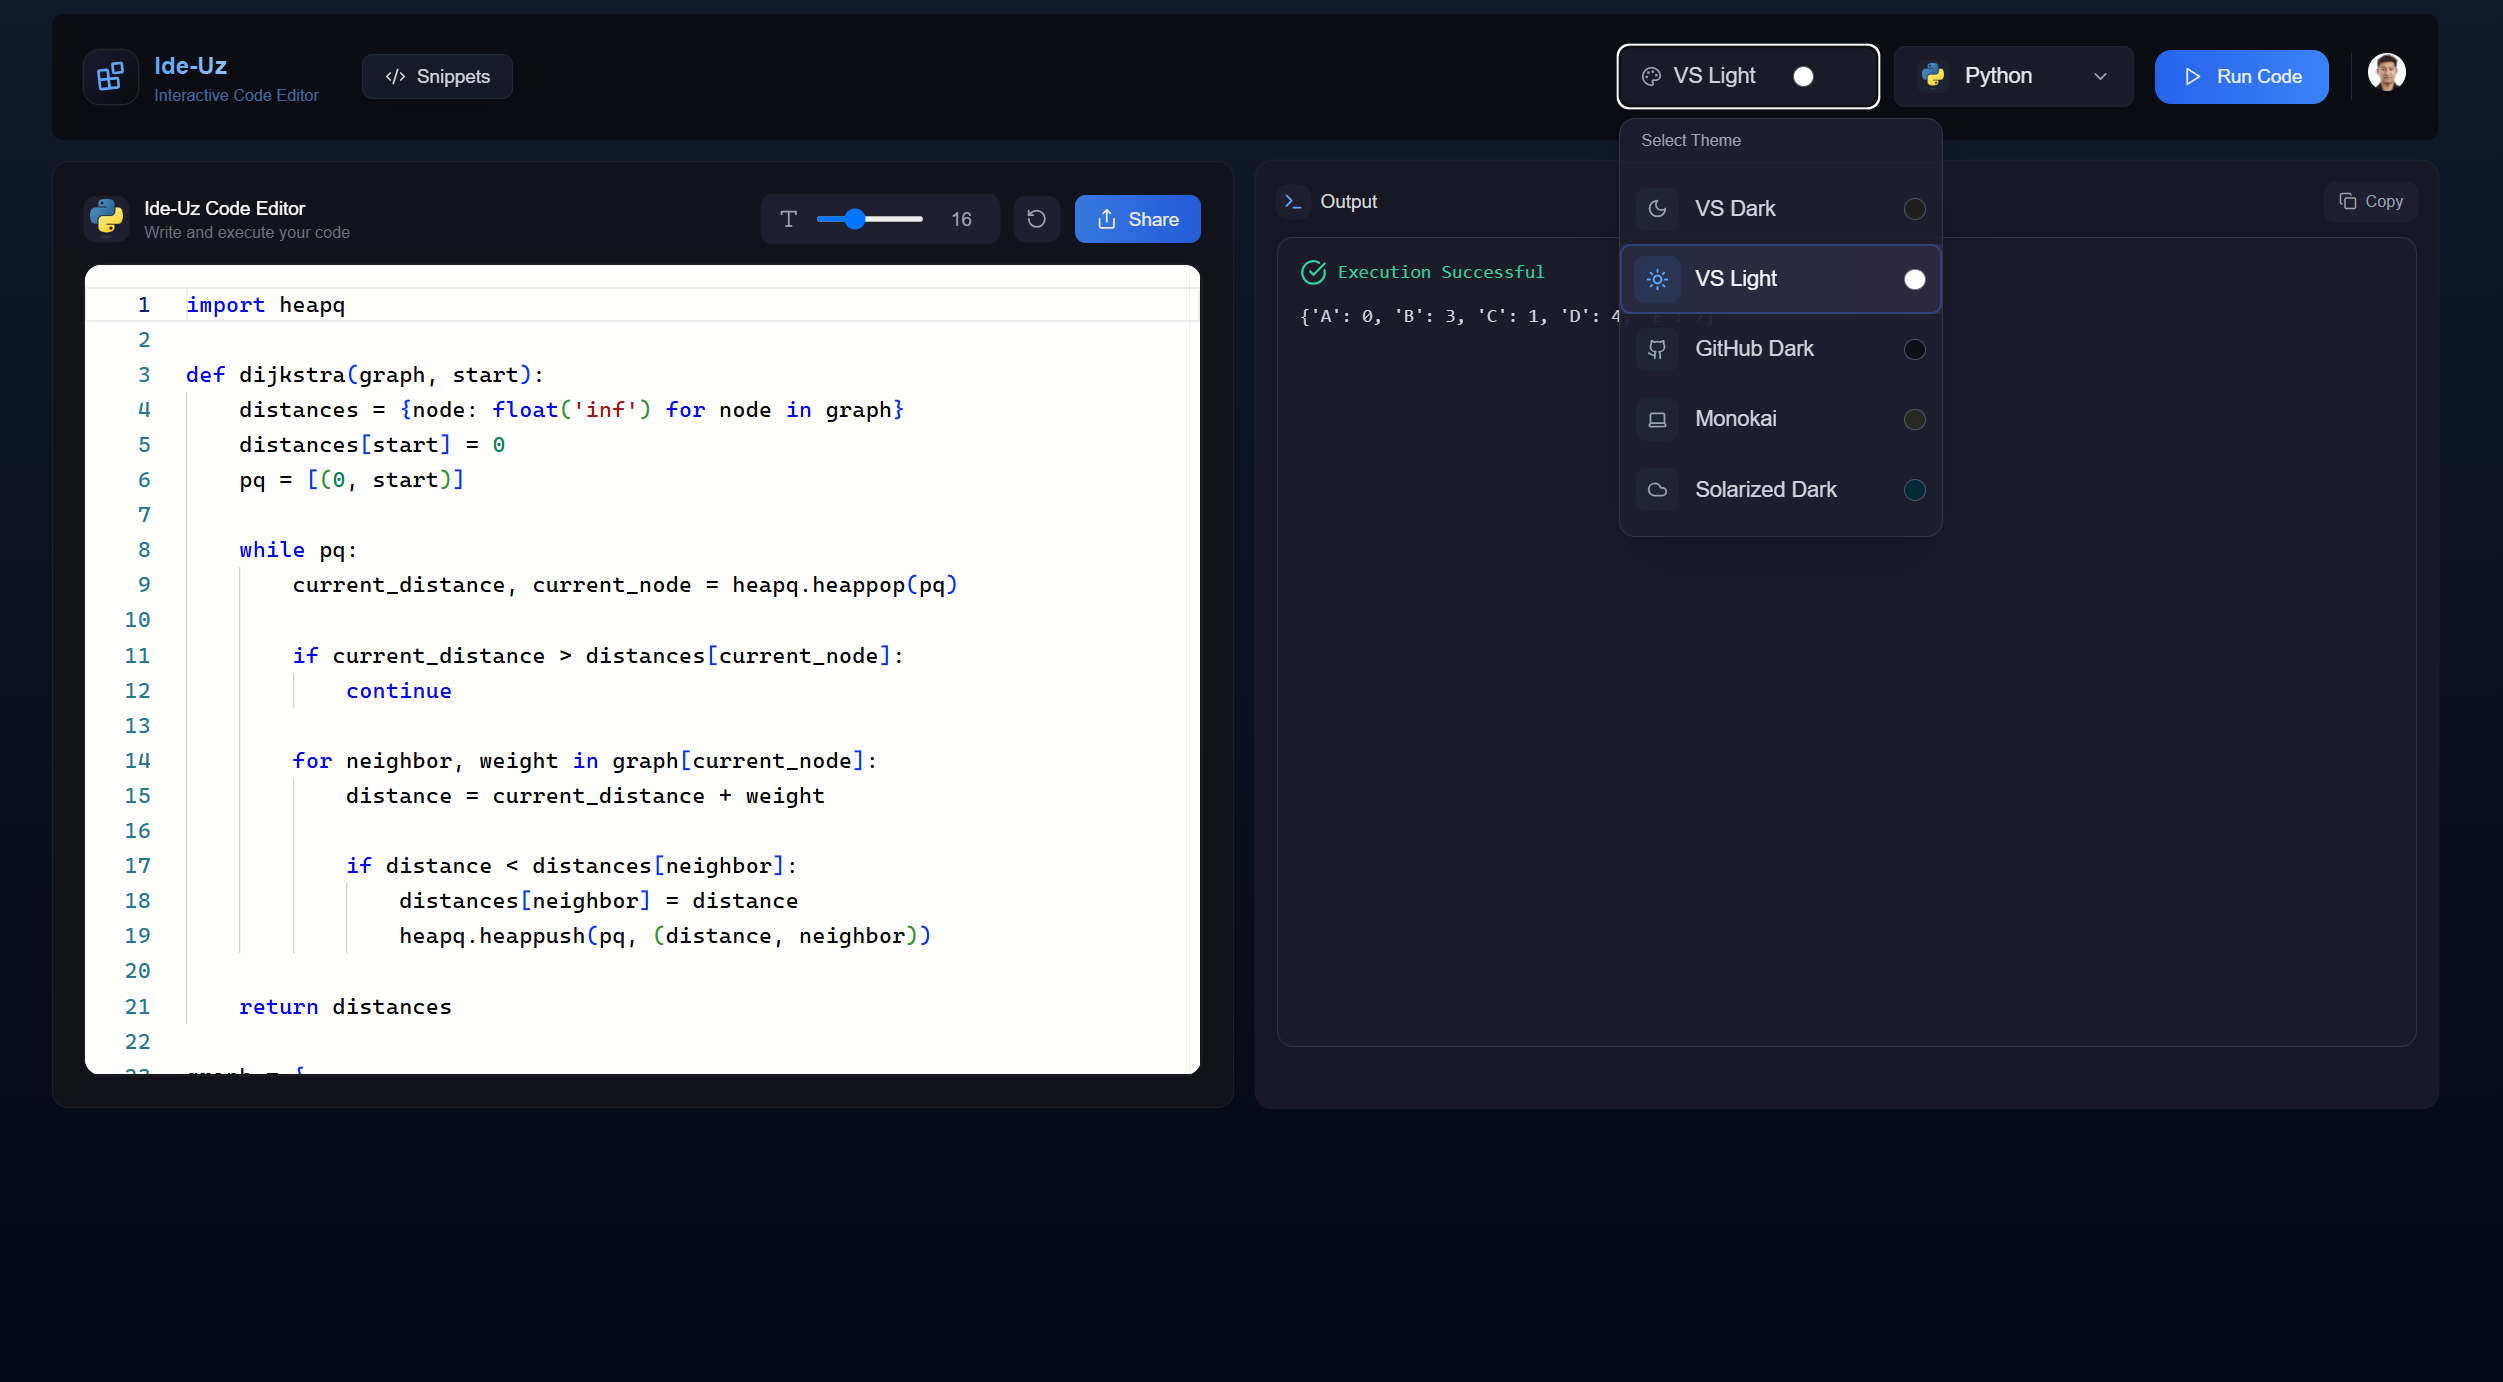 Ide-Uz
Interactive Code Editor
</> Snippets
VS Light
Python
Run Code
Ide-Uz Code Editor
Write and execute your code
16
Share
1 import heapq
2
3 def dijkstra(graph, start):
4     distances = {node: float('inf') for node in graph}
5     distances[start] = 0
6     pq = [(0, start)]
7
8     while pq:
9         current_distance, current_node = heapq.heappop(pq)
10
11         if current_distance > distances[current_node]:
12             continue
13
14         for neighbor, weight in graph[current_node]:
15             distance = current_distance + weight
16
17             if distance < distances[neighbor]:
18                 distances[neighbor] = distance
19                 heapq.heappush(pq, (distance, neighbor))
20
21     return distances
22
23 graph = {
Output
Copy
Execution Successful
{'A': 0, 'B': 3, 'C': 1, 'D': 4, 'E': 7}
Select Theme
VS Dark
VS Light
GitHub Dark
Monokai
Solarized Dark